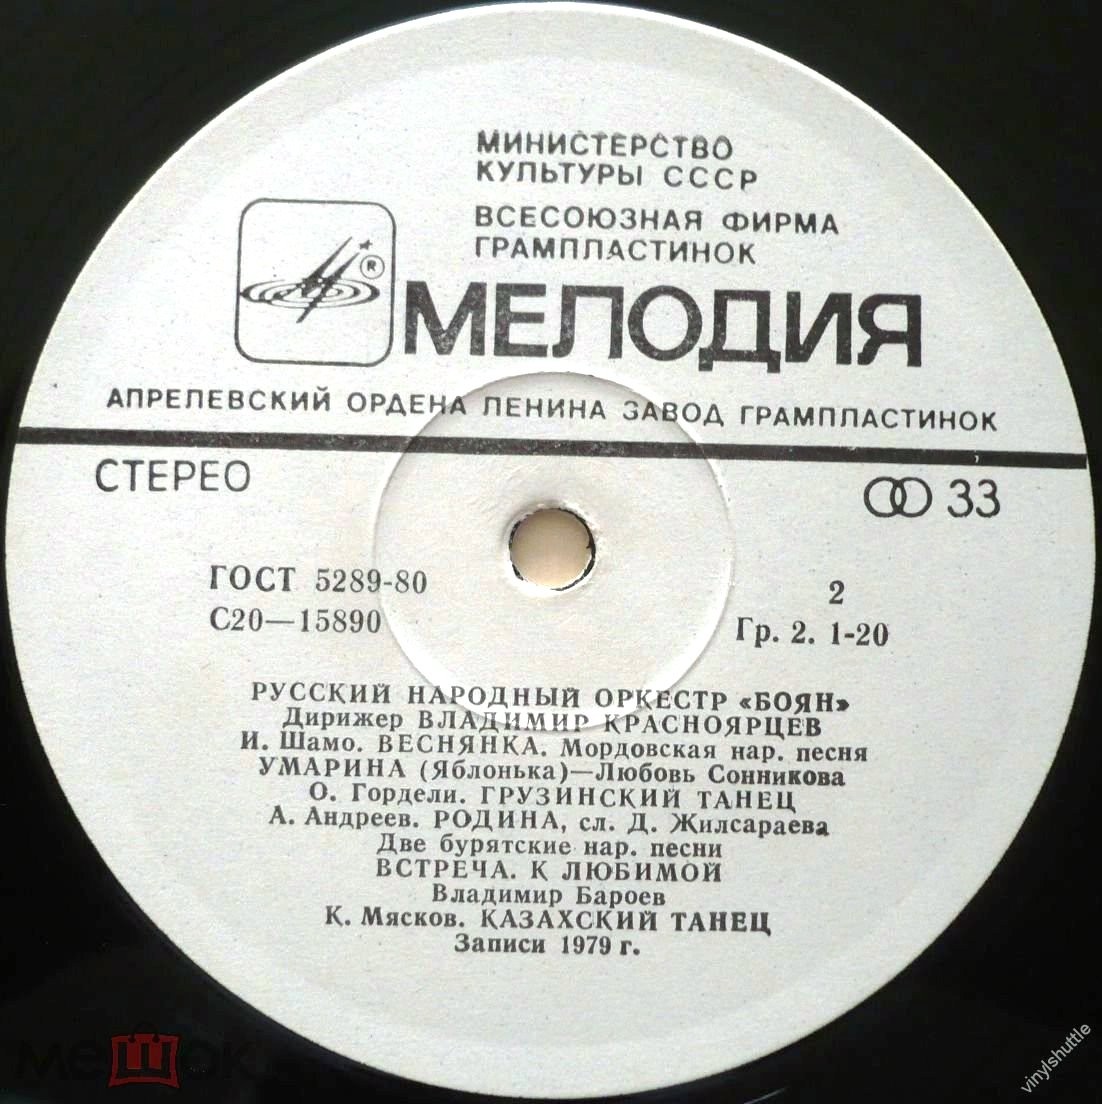 МИНИСТЕРСТВО
КУЛЬТУРЫ СССР
ВСЕСОЮЗНАЯ ФИРМА
ГРАМПЛАСТИНОК
®
МЕЛОДИЯ
АПРЕЛЕВСКИЙ ОРДЕНА ЛЕНИНА ЗАВОД ГРАМПЛАСТИНОК
СТЕРЕО
33
ГОСТ 5289-80
С20—15890
2
Гр. 2. 1-20
РУССКИЙ НАРОДНЫЙ ОРКЕСТР «БОЯН»
Дирижер ВЛАДИМИР КРАСНОЯРЦЕВ
И. Шамо. ВЕСНЯНКА. Мордовская нар. песня
УМАРИНА (Яблонька)—Любовь Сонникова
О. Гордели. ГРУЗИНСКИЙ ТАНЕЦ
А. Андреев. РОДИНА, сл. Д. Жилсараева
Две бурятские нар. песни
ВСТРЕЧА. К ЛЮБИМОЙ
Владимир Бароев
К. Мясков. КАЗАХСКИЙ ТАНЕЦ
Записи 1979 г.
мешок
vinylshuttle